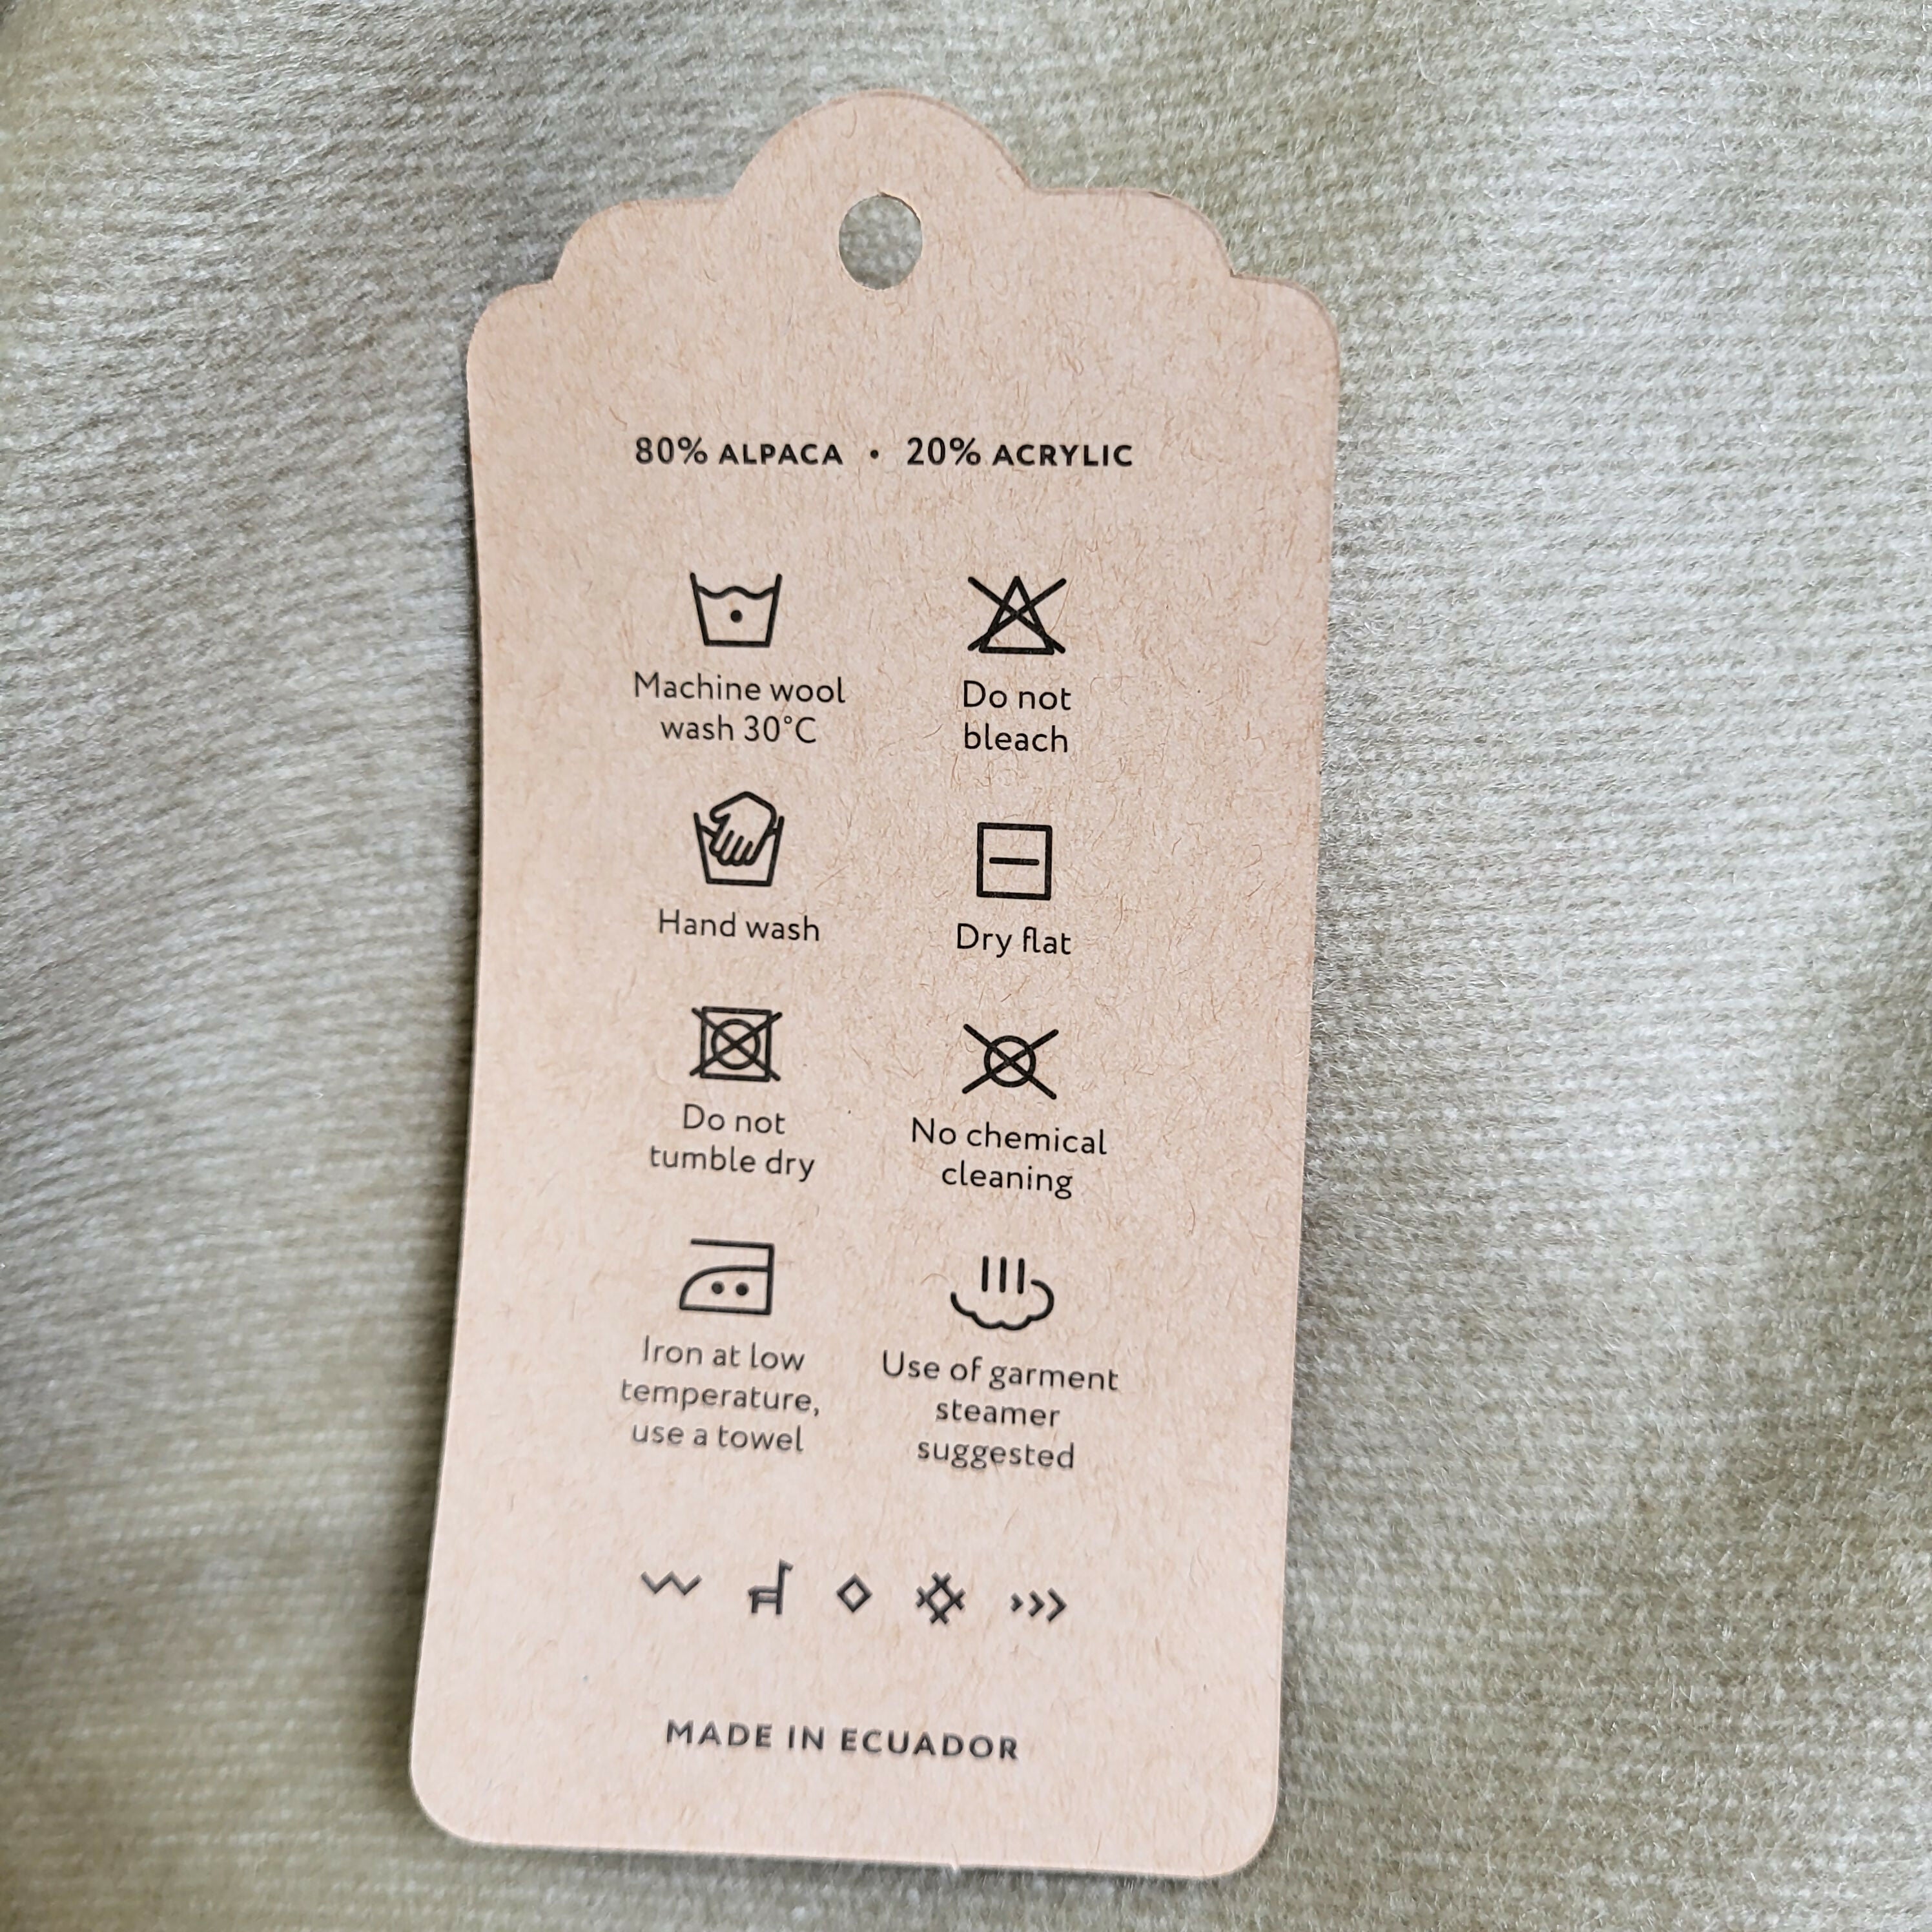 80% ALPACA • 20% ACRYLIC
Machine wool
wash 30°C
Do not
bleach
Hand wash
Dry flat
Do not
tumble dry
No chemical
cleaning
Iron at low
temperature,
use a towel
Use of garment
steamer
suggested
MADE IN ECUADOR